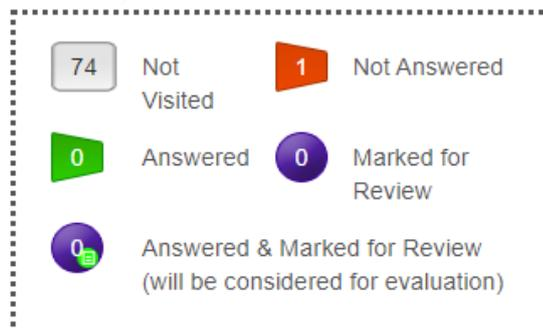 74 Not Visited
1 Not Answered
0 Answered
0 Marked for Review
0 Answered & Marked for Review
(will be considered for evaluation)